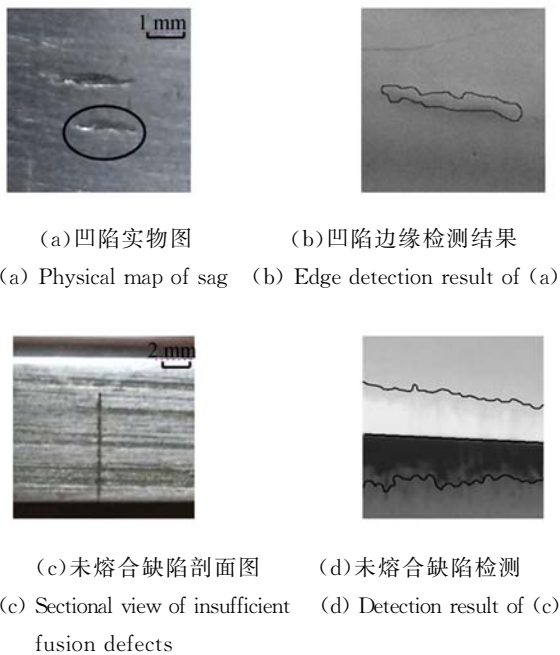 1 mm
(a)凹陷实物图 (b)凹陷边缘检测结果
(a) Physical map of sag (b) Edge detection result of (a)
2 mm
(c)未熔合缺陷剖面图 (d)未熔合缺陷检测
(c) Sectional view of insufficient (d) Detection result of (c)
fusion defects